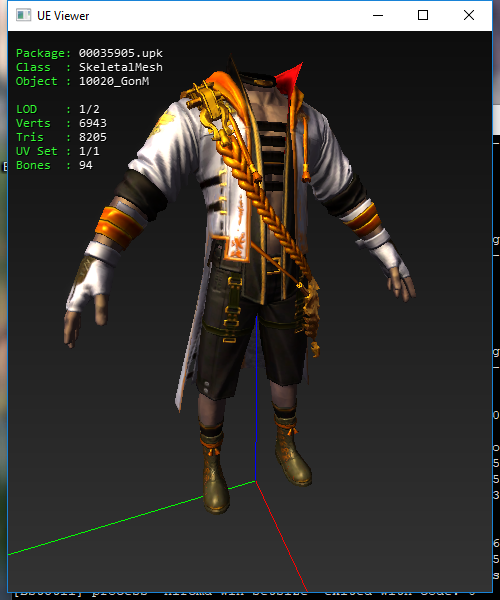 UE Viewer
Package: 00035905.upk
Class  : SkeletalMesh
Object : 10020_GonM
LOD    : 1/2
Verts  : 6943
Tris   : 8205
UV Set : 1/1
Bones  : 94